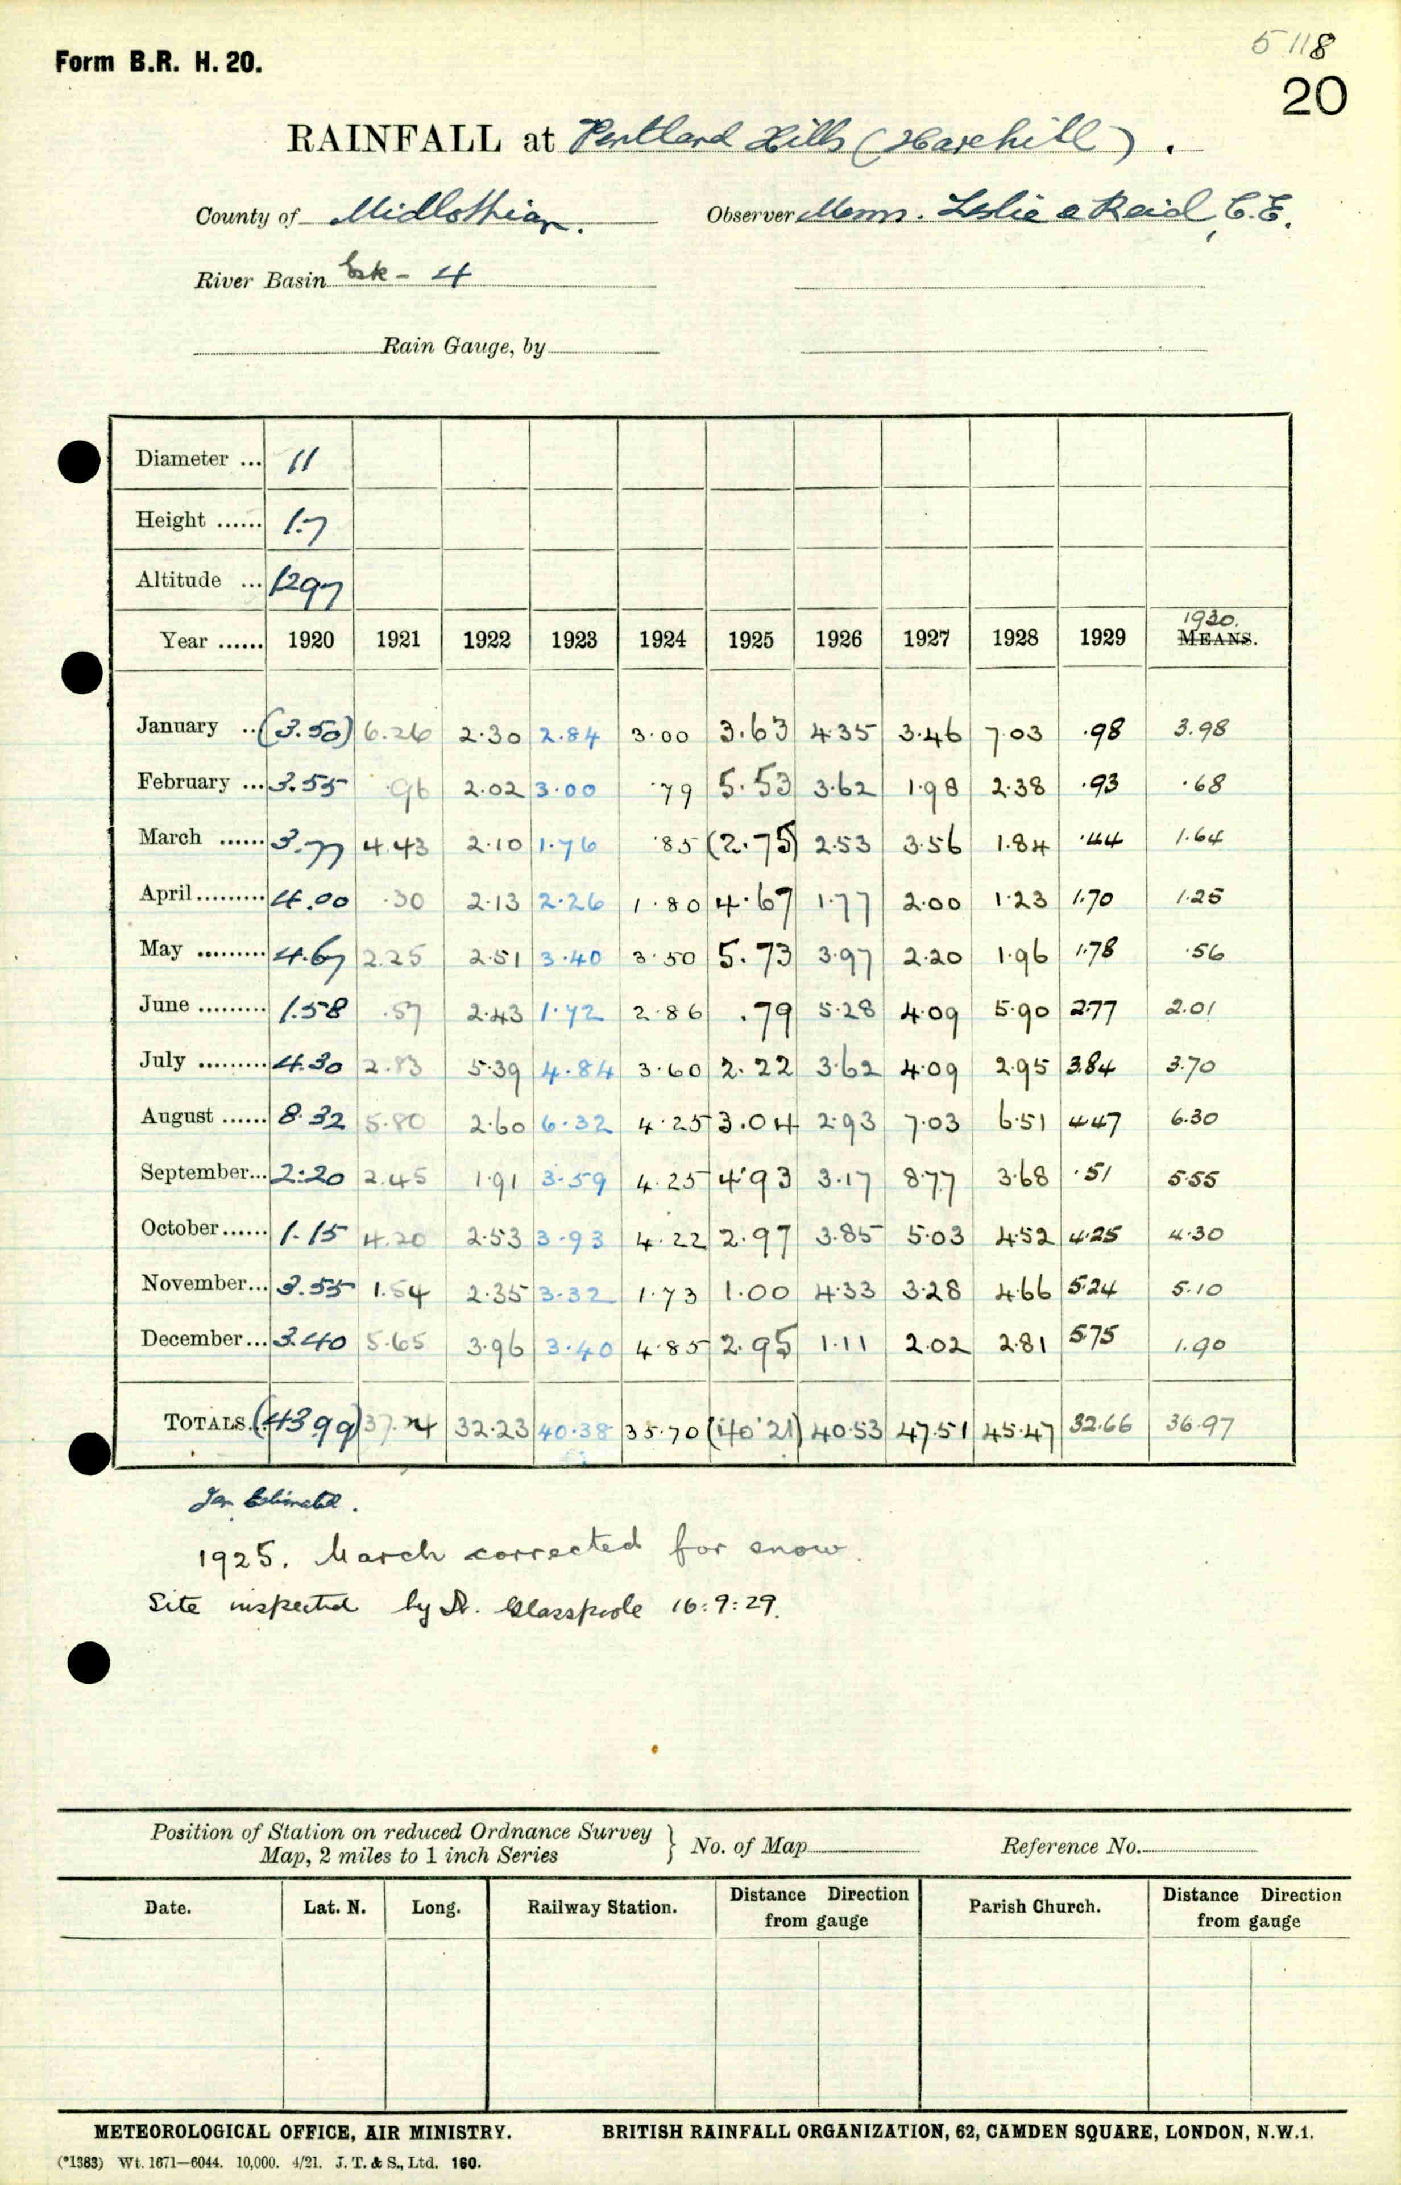 5118
Form B.R. H. 20.
20
RAINFALL at Pentland Hills (Harehill).
County of Midlothian. Observer Messrs. Leslie & Reid, C.E.
River Basin Esk - 4
Rain Gauge, by
Diameter ... 11
Height ...... 1.7
Altitude ... 1297
1930.
Year ...... 1920 1921 1922 1923 1924 1925 1926 1927 1928 1929 MEANS.
January .. (3.50) 6.26 2.30 2.84 3.00 3.63 4.35 3.46 7.03 .98 3.98
February ... 3.55 .96 2.02 3.00 .79 5.53 3.62 1.98 2.38 .93 .68
March ...... 3.77 4.43 2.10 1.76 .85 (2.75) 2.53 3.56 1.84 .44 1.64
April ......... 4.00 .30 2.13 2.26 1.80 4.67 1.77 2.00 1.23 1.70 1.25
May ......... 4.67 2.25 2.51 3.40 3.50 5.73 3.97 2.20 1.96 1.78 .56
June ......... 1.58 .57 2.43 1.72 2.86 .79 5.28 4.09 5.90 2.77 2.01
July ......... 4.30 2.83 5.39 4.84 3.60 2.22 3.62 4.09 2.95 3.84 3.70
August ...... 8.32 5.80 2.60 6.32 4.25 3.04 2.93 7.03 6.51 4.47 6.30
September... 2.20 2.45 1.91 3.59 4.25 4.93 3.17 8.77 3.68 .51 5.55
October...... 1.15 4.20 2.53 3.93 4.22 2.97 3.85 5.03 4.52 4.25 4.30
November... 3.55 1.54 2.35 3.32 1.73 1.00 4.33 3.28 4.66 5.24 5.10
December... 3.40 5.65 3.96 3.40 4.85 2.95 1.11 2.02 2.81 5.75 1.90
TOTALS. (43.99) 37.24 32.23 40.38 35.70 (40.21) 40.53 47.51 45.47 32.66 36.97
Jan. Estimated.
1925. March corrected for snow.
Site inspected by Dr. Glasspoole 16:9:29.
Position of Station on reduced Ordnance Survey
Map, 2 miles to 1 inch Series } No. of Map Reference No.
Date. Lat. N. Long. Railway Station. Distance Direction from gauge Parish Church. Distance Direction from gauge
METEOROLOGICAL OFFICE, AIR MINISTRY. BRITISH RAINFALL ORGANIZATION, 62, CAMDEN SQUARE, LONDON, N.W.1.
(*1383) Wt. 1671—6044. 10,000. 4/21. J. T. & S., Ltd. 160.